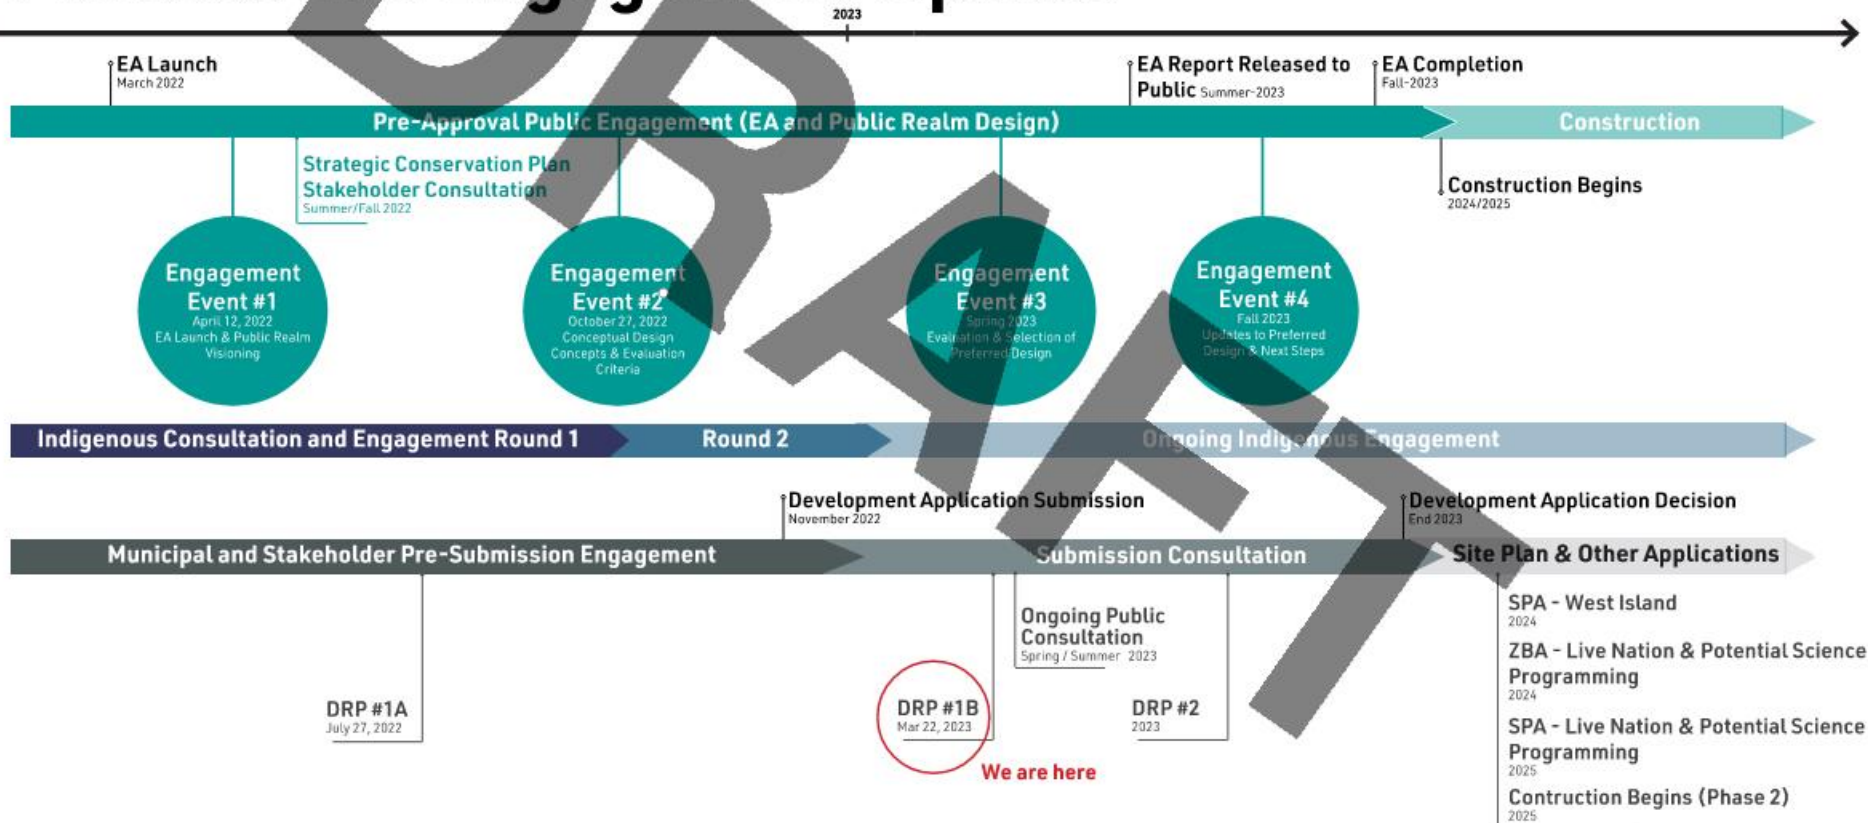 2023
EA Launch
March 2022
EA Report Released to
Public Summer-2023
EA Completion
Fall-2023
Pre-Approval Public Engagement (EA and Public Realm Design)
Construction
Strategic Conservation Plan
Stakeholder Consultation
Summer/Fall 2022
Construction Begins
2024/2025
Engagement
Event #1
April 12, 2022
EA Launch & Public Realm
Visioning
Engagement
Event #2
October 27, 2022
Conceptual Design
Concepts & Evaluation
Criteria
Engagement
Event #3
Spring 2023
Evaluation & Selection of
Preferred Design
Engagement
Event #4
Fall 2023
Updates to Preferred
Design & Next Steps
Indigenous Consultation and Engagement Round 1
Round 2
Ongoing Indigenous Engagement
Development Application Submission
November 2022
Development Application Decision
End 2023
Municipal and Stakeholder Pre-Submission Engagement
Submission Consultation
Site Plan & Other Applications
Ongoing Public
Consultation
Spring / Summer 2023
DRP #1A
July 27, 2022
DRP #1B
Mar 22, 2023
We are here
DRP #2
2023
SPA - West Island
2024
ZBA - Live Nation & Potential Science
Programming
2024
SPA - Live Nation & Potential Science
Programming
2025
Contruction Begins (Phase 2)
2025
DRAFT